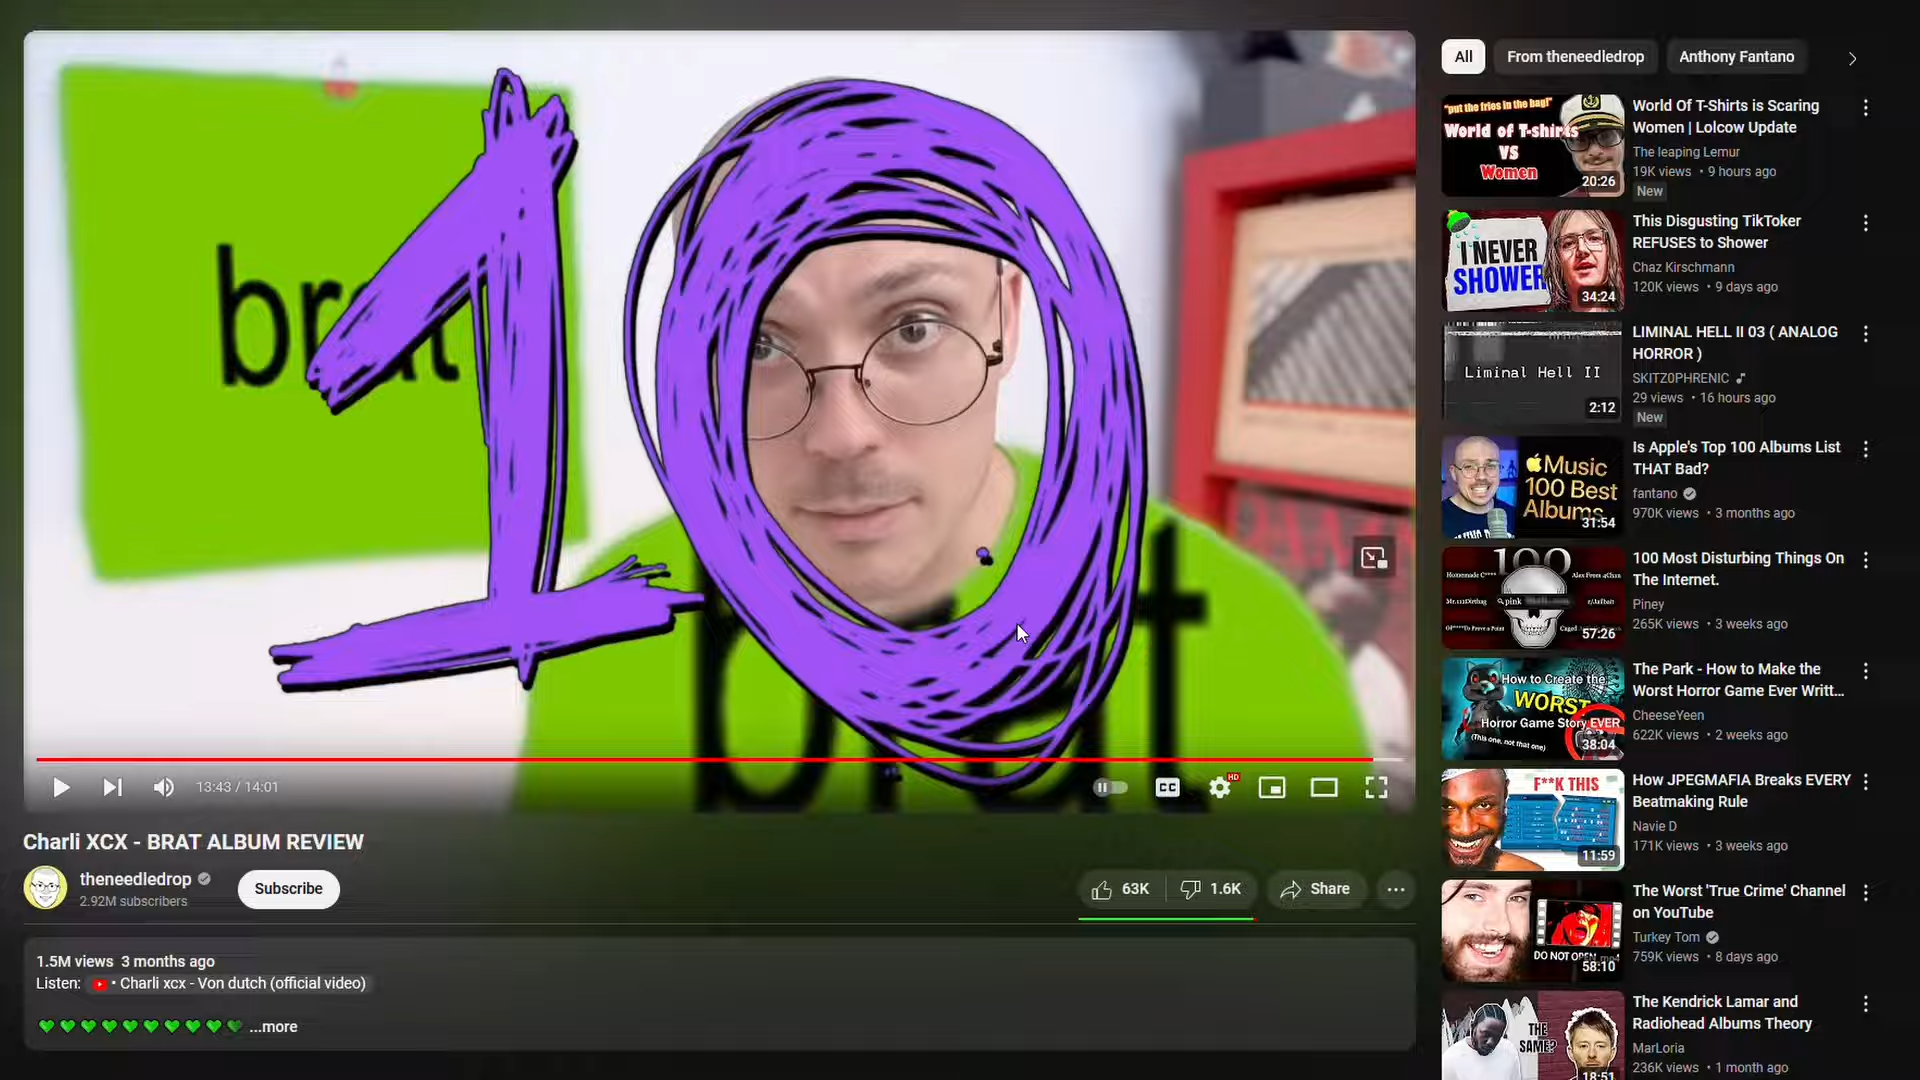 brat
10
brat
13:43 / 14:01
CC
HD
Charli XCX - BRAT ALBUM REVIEW
theneedledrop
2.92M subscribers
Subscribe
63K
1.6K
Share
1.5M views 3 months ago
Listen: • Charli xcx - Von dutch (official video)
...more
All
From theneedledrop
Anthony Fantano
"put the fries in the bag!"
World of T-shirts
VS
Women
20:26
World Of T-Shirts is Scaring
Women | Lolcow Update
The leaping Lemur
19K views • 9 hours ago
New
I NEVER
SHOWER
34:24
This Disgusting TikToker
REFUSES to Shower
Chaz Kirschmann
120K views • 9 days ago
Liminal Hell II
2:12
LIMINAL HELL II 03 ( ANALOG
HORROR )
SKITZ0PHRENIC
29 views • 16 hours ago
New
Music
100 Best
Albums
31:54
Is Apple's Top 100 Albums List
THAT Bad?
fantano
970K views • 3 months ago
100
pink
57:26
100 Most Disturbing Things On
The Internet.
Piney
265K views • 3 weeks ago
How to Create the
WORST
Horror Game Story EVER
(This one, not that one)
38:04
The Park - How to Make the
Worst Horror Game Ever Writt...
CheeseYeen
622K views • 2 weeks ago
F**K THIS
11:59
How JPEGMAFIA Breaks EVERY
Beatmaking Rule
Navie D
171K views • 3 weeks ago
DO NOT OPEN
58:10
The Worst 'True Crime' Channel
on YouTube
Turkey Tom
759K views • 8 days ago
THE
SAME?
18:51
The Kendrick Lamar and
Radiohead Albums Theory
MarLoria
236K views • 1 month ago